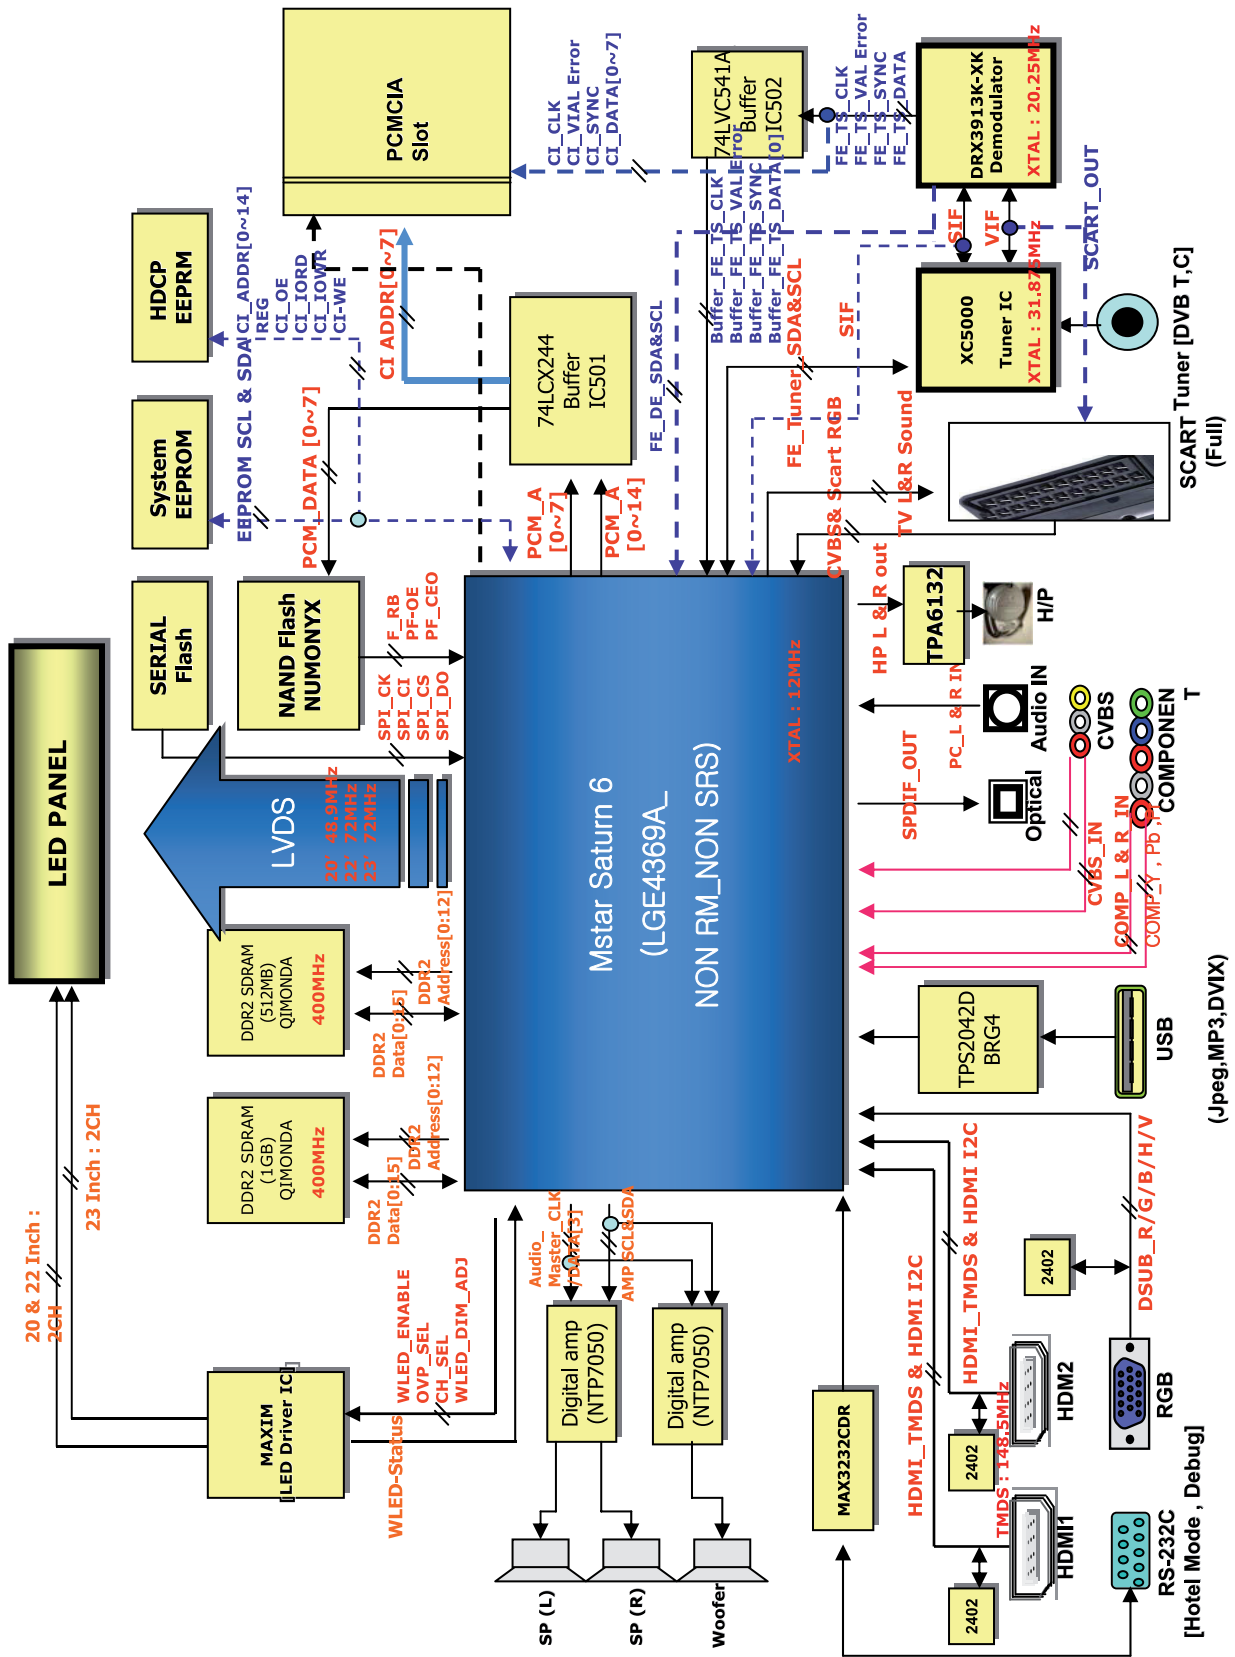 LED PANEL
20 & 22 Inch :
2CH
23 Inch : 2CH
MAXIM
[LED Driver IC]
WLED-Status
WLED_ENABLE
OVP_SEL
CH_SEL
WLED_DIM_ADJ
DDR2 SDRAM
(1GB)
QIMONDA
400MHz
DDR2
Data[0:15]
DDR2
Address[0:12]
DDR2 SDRAM
(512MB)
QIMONDA
400MHz
DDR2
Data[0:15]
DDR2
Address[0:12]
LVDS
20' 48.9MHz
22' 72MHz
23' 72MHz
SERIAL
Flash
SPI_CK
SPI_CI
SPI_CS
SPI_DO
NAND Flash
NUMONYX
F_RB
PF-OE
PF_CEO
System
EEPROM
HDCP
EEPRM
EEPROM SCL & SDA
PCM_DATA [0~7]
CI_ADDR[0~14]
REG
CI_OE
CI_IORD
CI_IOWR
CI-WE
CI ADDR[0~7]
PCMCIA
Slot
CI_CLK
CI_VIAL Error
CI_SYNC
CI_DATA[0~7]
74LCX244
Buffer
IC501
PCM_A
[0~7]
PCM_A
[0~14]
74LVC541A
Buffer
IC502
Buffer_FE_TS_CLK
Buffer_FE_TS_VAL Error
Buffer_FE_TS_SYNC
Buffer_FE_TS_DATA[0]
FE_TS_CLK
FE_TS_VAL Error
FE_TS_SYNC
FE_TS_DATA
DRX3913K-XK
Demodulator
XTAL : 20.25MHz
SIF
VIF
SCART_OUT
XC5000
Tuner IC
XTAL : 31.875MHz
Tuner [DVB T,C]
FE_DE_SDA&SCL
FE_Tuner_SDA&SCL
SIF
CVBS& Scart RGB
TV L&R Sound
SCART
(Full)
Mstar Saturn 6
(LGE4369A_
NON RM_NON SRS)
XTAL : 12MHz
HP L & R out
TPA6132
H/P
PC_L & R IN
Audio IN
SPDIF_OUT
Optical
CVBS_IN
CVBS
COMP_L & R IN
COMP_Y , Pb ,
COMPONEN
T
TPS2042D
BRG4
USB
(Jpeg,MP3,DVIX)
Audio_
Master_CLK
/DATA[3]
AMP SCL&SDA
Digital amp
(NTP7050)
Digital amp
(NTP7050)
SP (L)
SP (R)
Woofer
MAX3232CDR
HDMI_TMDS & HDMI I2C
HDMI_TMDS & HDMI I2C
TMDS : 148.5MHz
2402
HDMI1
2402
HDM2
2402
DSUB_R/G/B/H/V
RGB
RS-232C
[Hotel Mode , Debug]